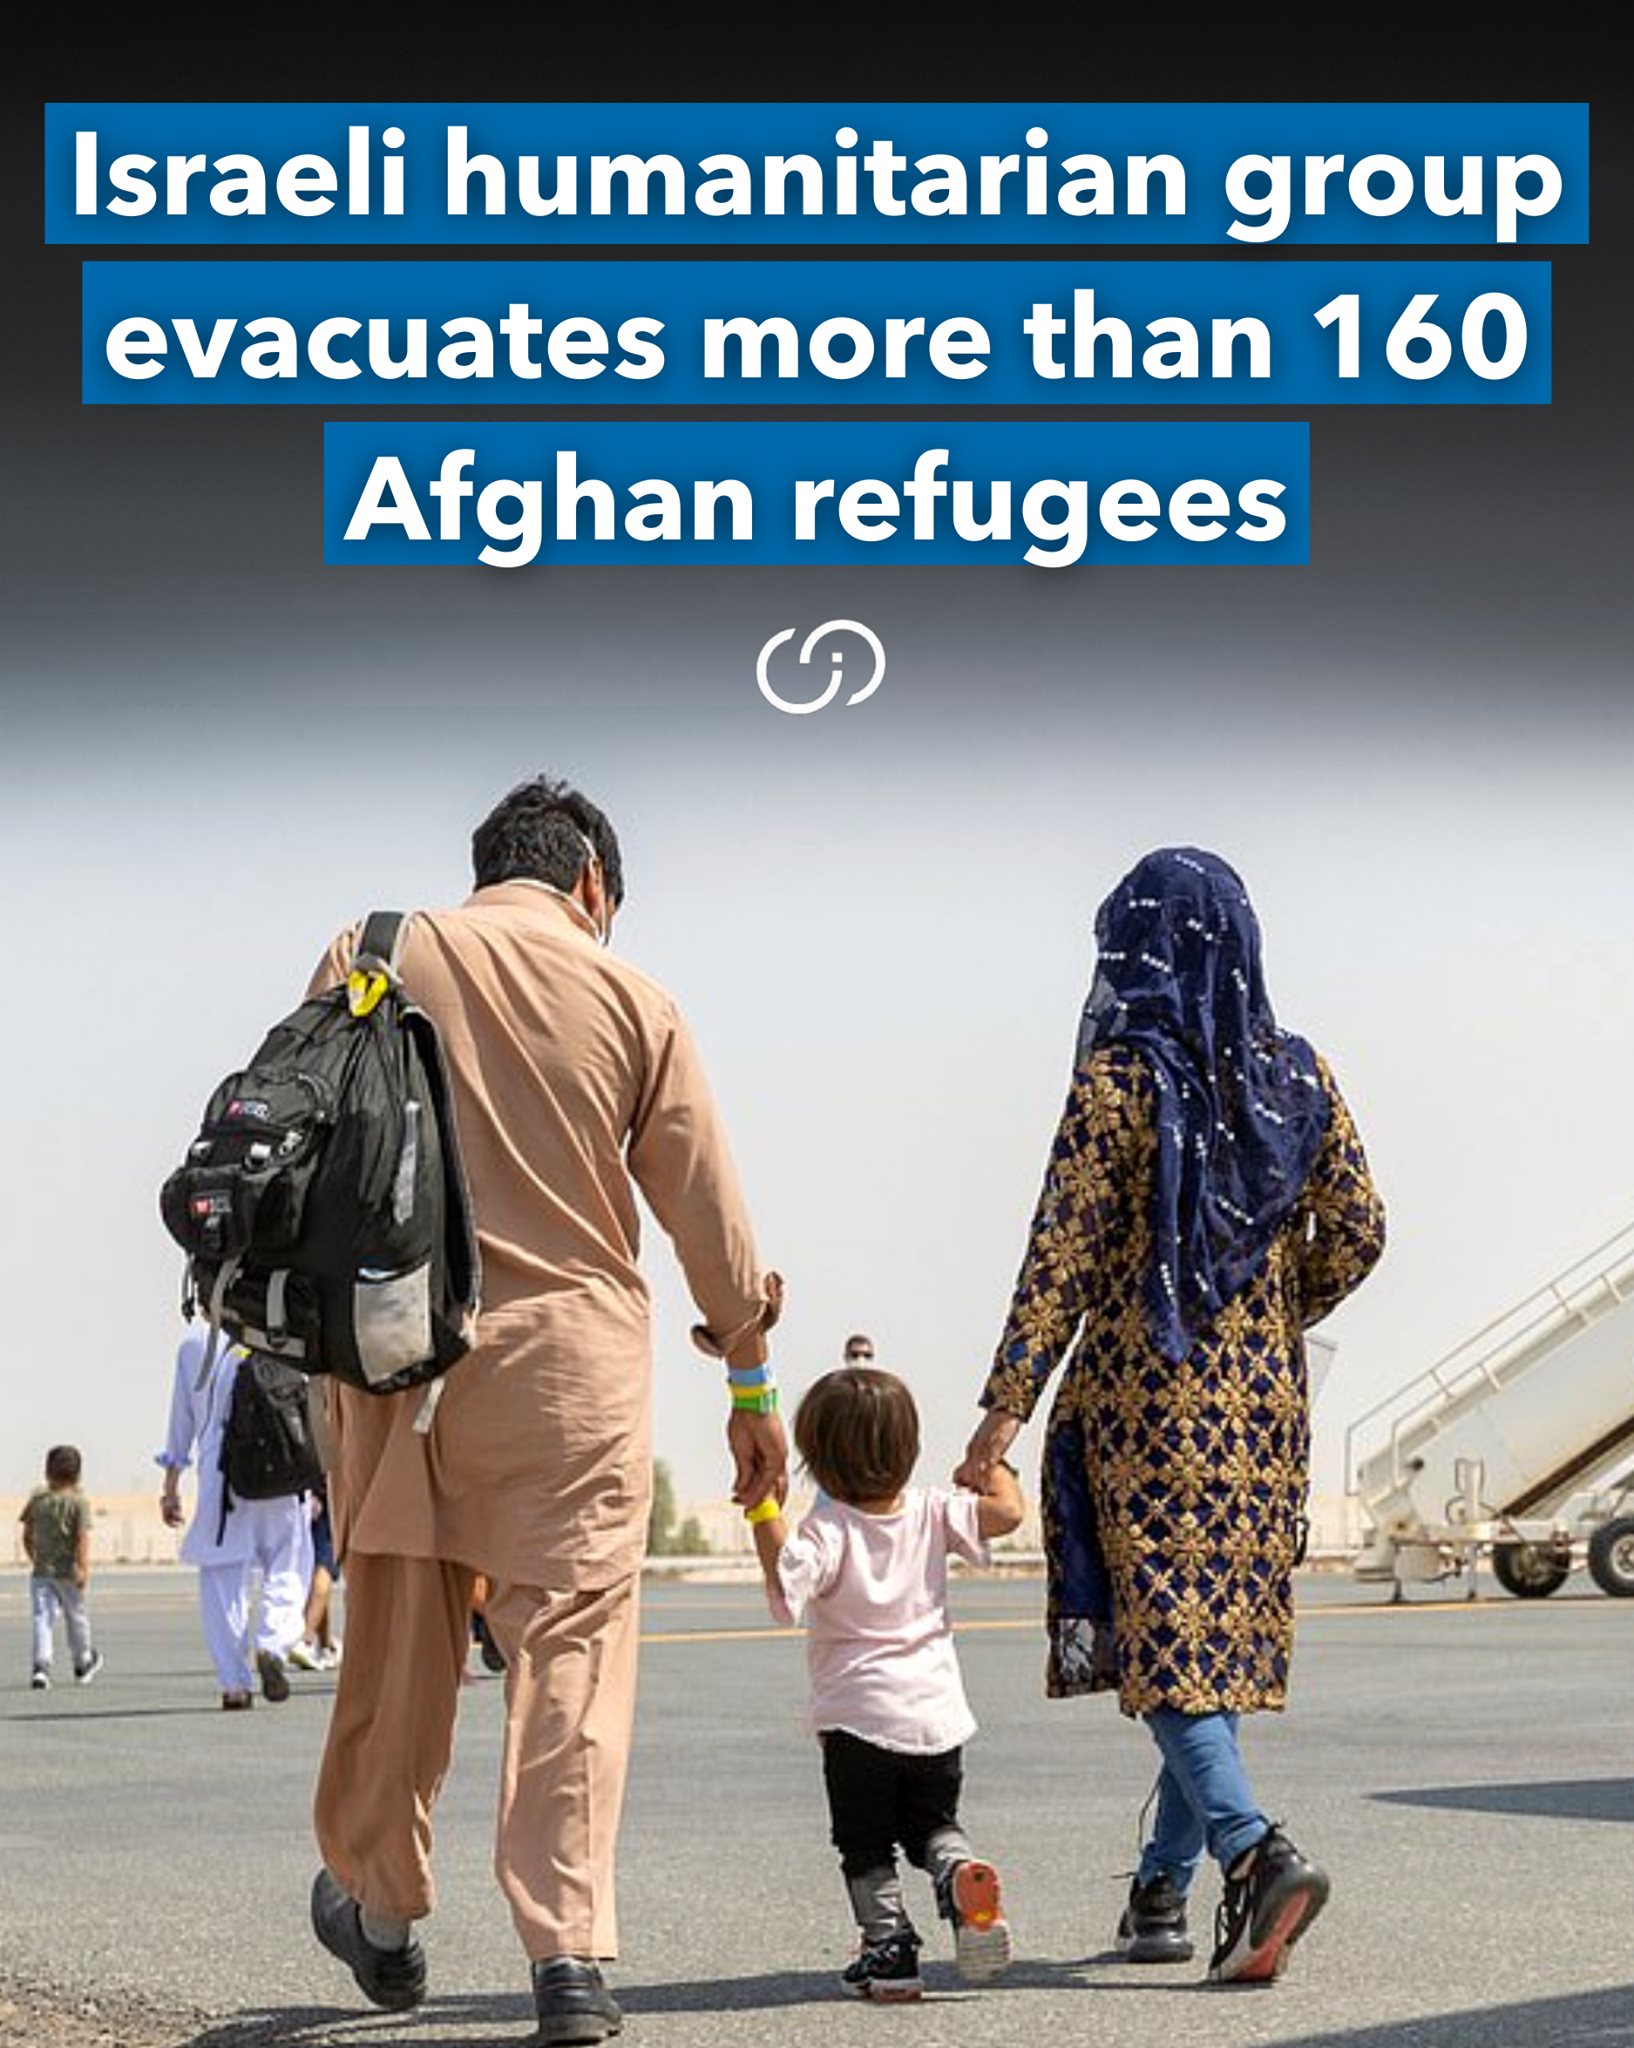 Israeli humanitarian group
evacuates more than 160
Afghan refugees